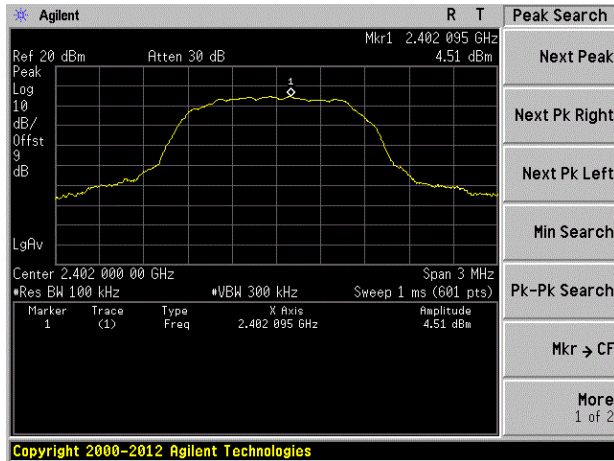 Agilent R T
Peak Search
Mkr1 2.402 095 GHz
Ref 20 dBm Atten 30 dB 4.51 dBm
Peak
Log
10
dB/
Offst
9
dB
1
LgAv
Center 2.402 000 00 GHz Span 3 MHz
#Res BW 100 kHz #VBW 300 kHz Sweep 1 ms (601 pts)
Marker Trace Type X Axis Amplitude
1 (1) Freq 2.402 095 GHz 4.51 dBm
Next Peak
Next Pk Right
Next Pk Left
Min Search
Pk-Pk Search
Mkr → CF
More
1 of 2
Copyright 2000-2012 Agilent Technologies